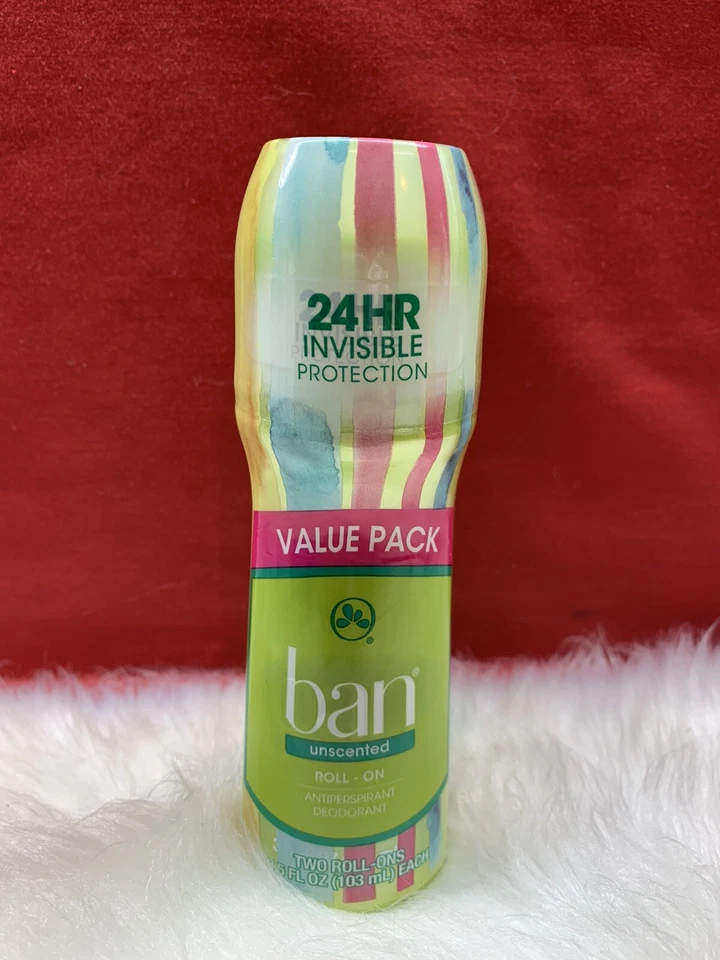 24HR
INVISIBLE
PROTECTION
VALUE PACK
ban®
unscented
ROLL-ON
ANTIPERSPIRANT
DEODORANT
TWO ROLL-ONS
5 FL OZ (103 mL) EACH